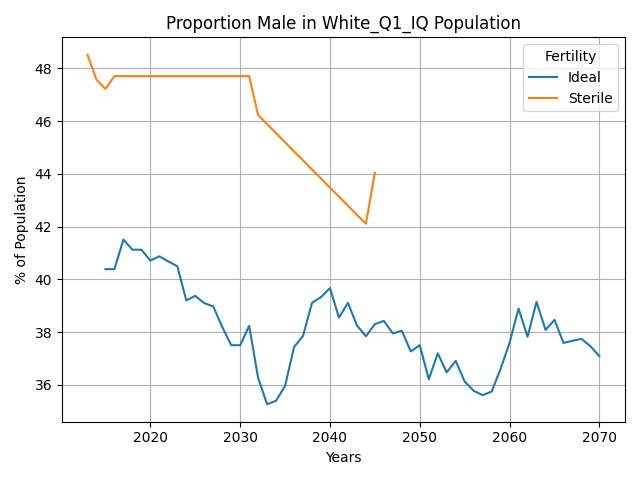 Proportion Male in White_Q1_IQ Population
Fertility
Ideal
Sterile
48
46
44
42
40
38
36
% of Population
2020
2030
2040
2050
2060
2070
Years